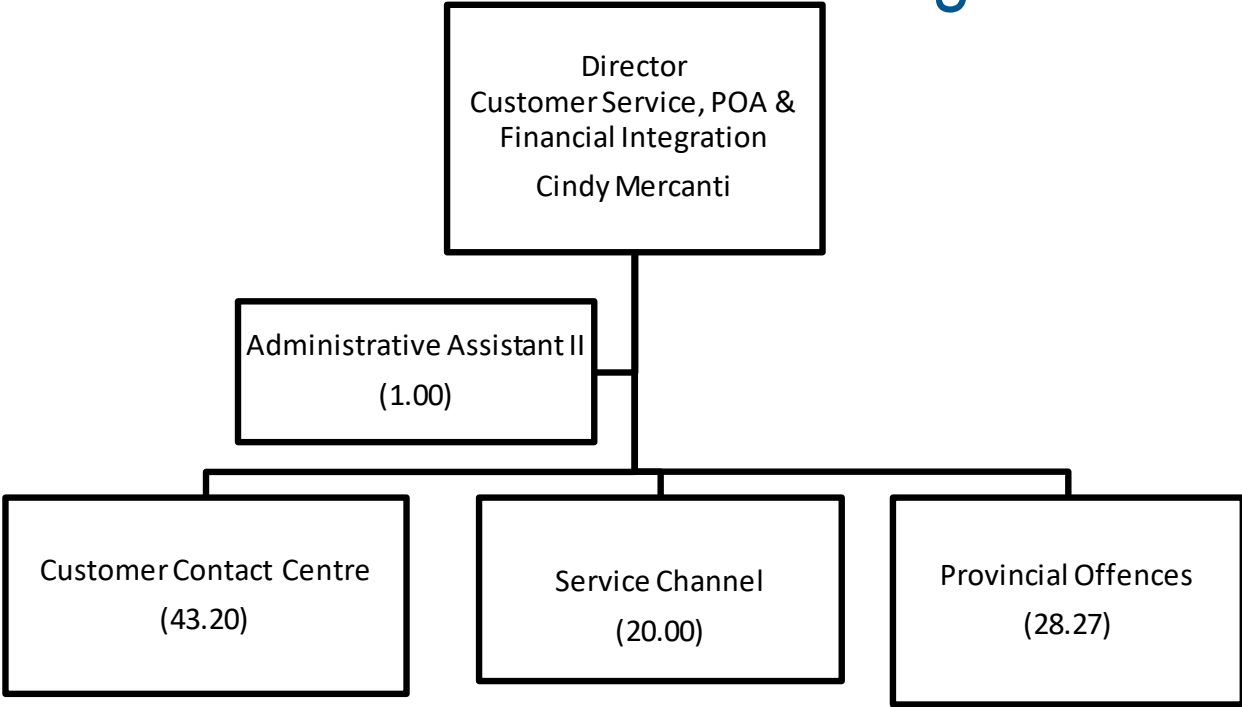 Director
Customer Service, POA &
Financial Integration
Cindy Mercanti
Administrative Assistant II
(1.00)
Customer Contact Centre
(43.20)
Service Channel
(20.00)
Provincial Offences
(28.27)